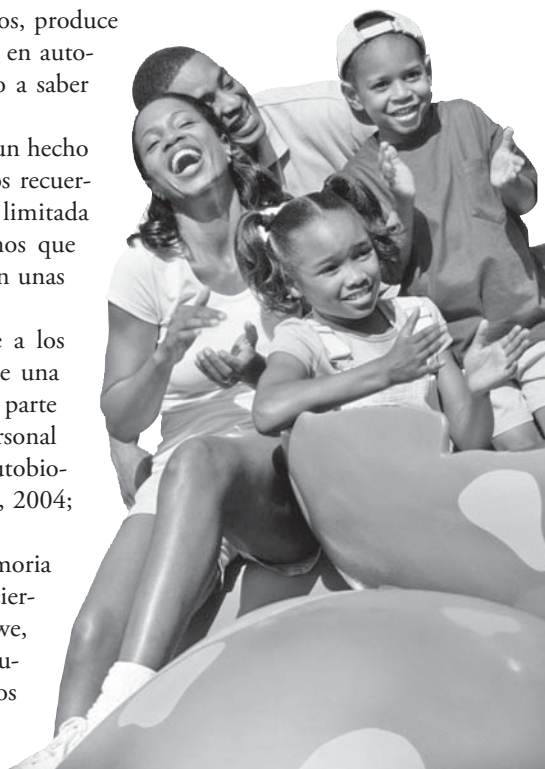 os, produce
en auto-
o a saber
un hecho
os recuer-
limitada
nos que
n unas
e a los
e una
parte
rsonal
utobio-
, 2004;
moria
ier-
we,
u-
os